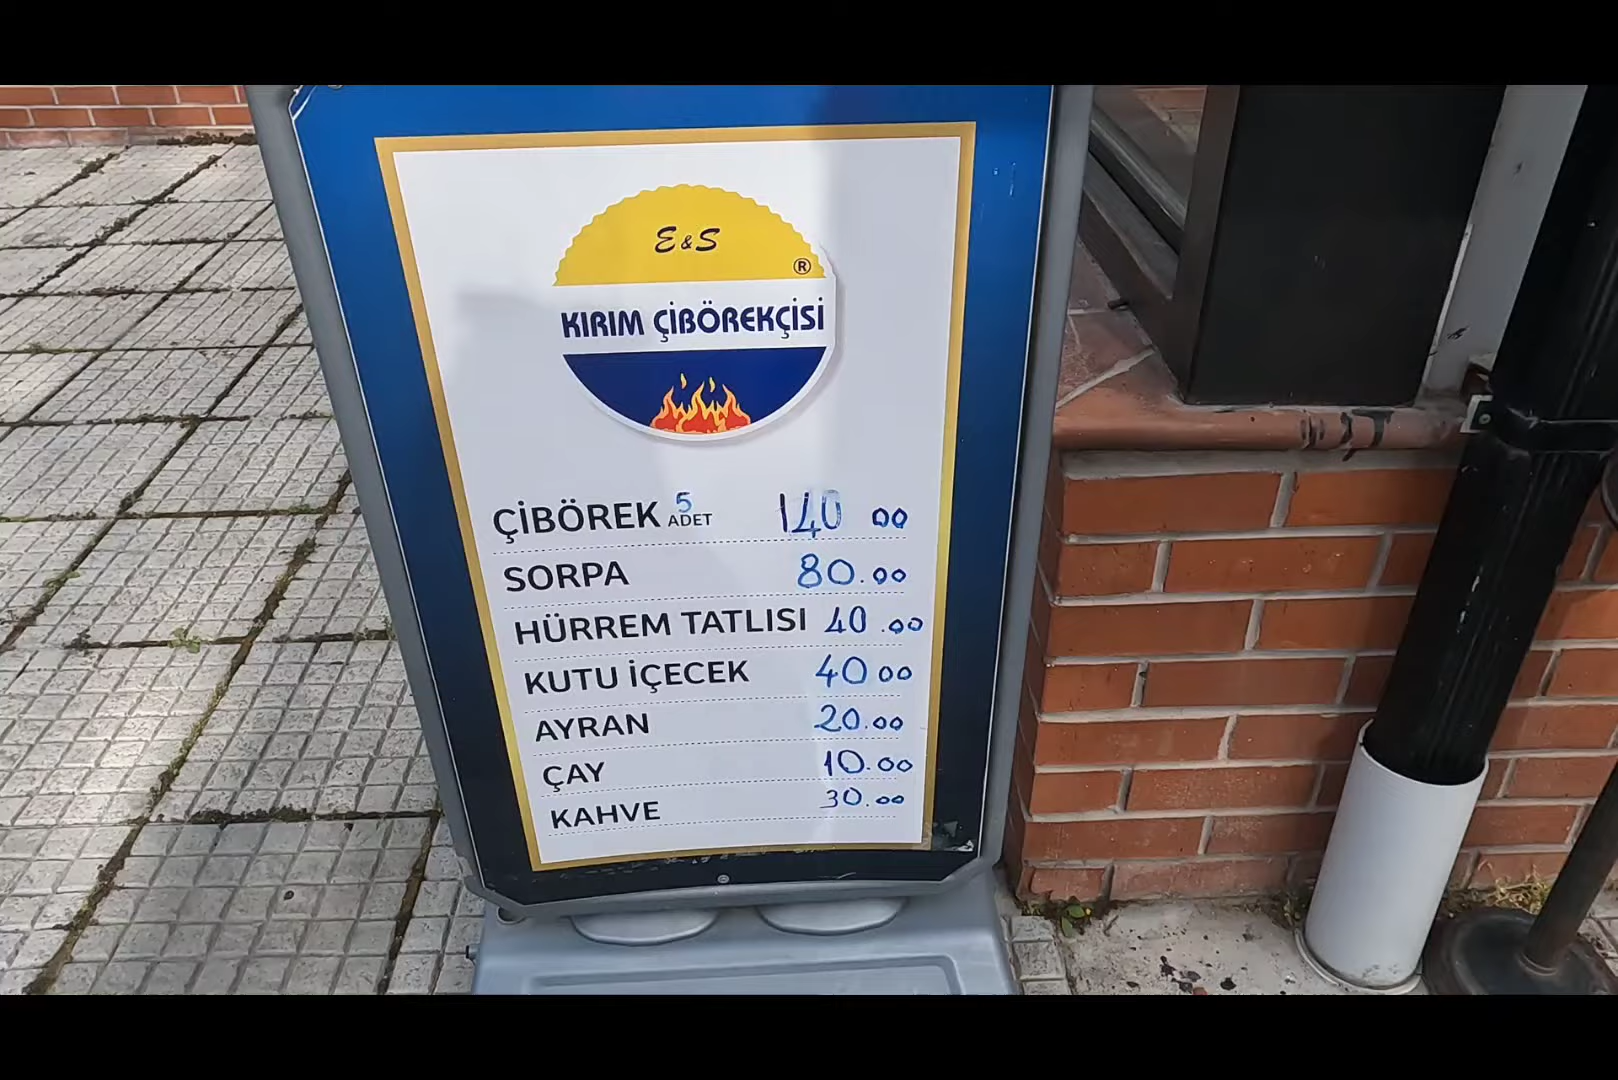 E & S
®
KIRIM ÇİBÖREKÇİSİ
ÇİBÖREK 5 ADET 140 00
SORPA 80.00
HÜRREM TATLISI 40.00
KUTU İÇECEK 40 00
AYRAN 20.00
ÇAY 10.00
KAHVE 30.00